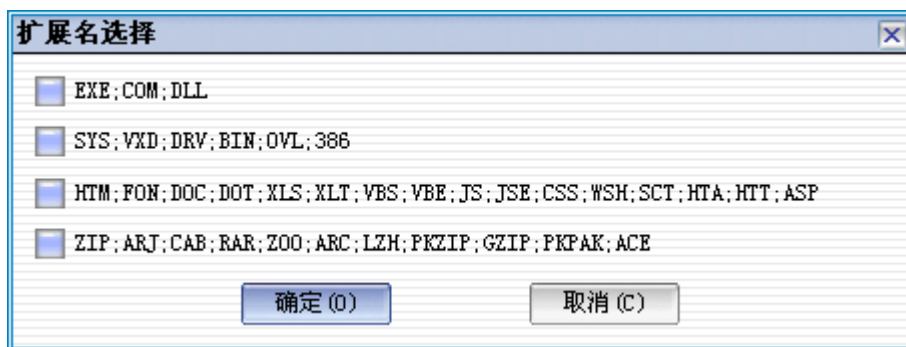 扩展名选择
EXE;COM;DLL
SYS;VXD;DRV;BIN;OVL;386
HTM;FON;DOC;DOT;XLS;XLT;VBS;VBE;JS;JSE;CSS;WSH;SCT;HTA;HTT;ASP
ZIP;ARJ;CAB;RAR;ZOO;ARC;LZH;PKZIP;GZIP;PKPAK;ACE
确定(O) 取消(C)